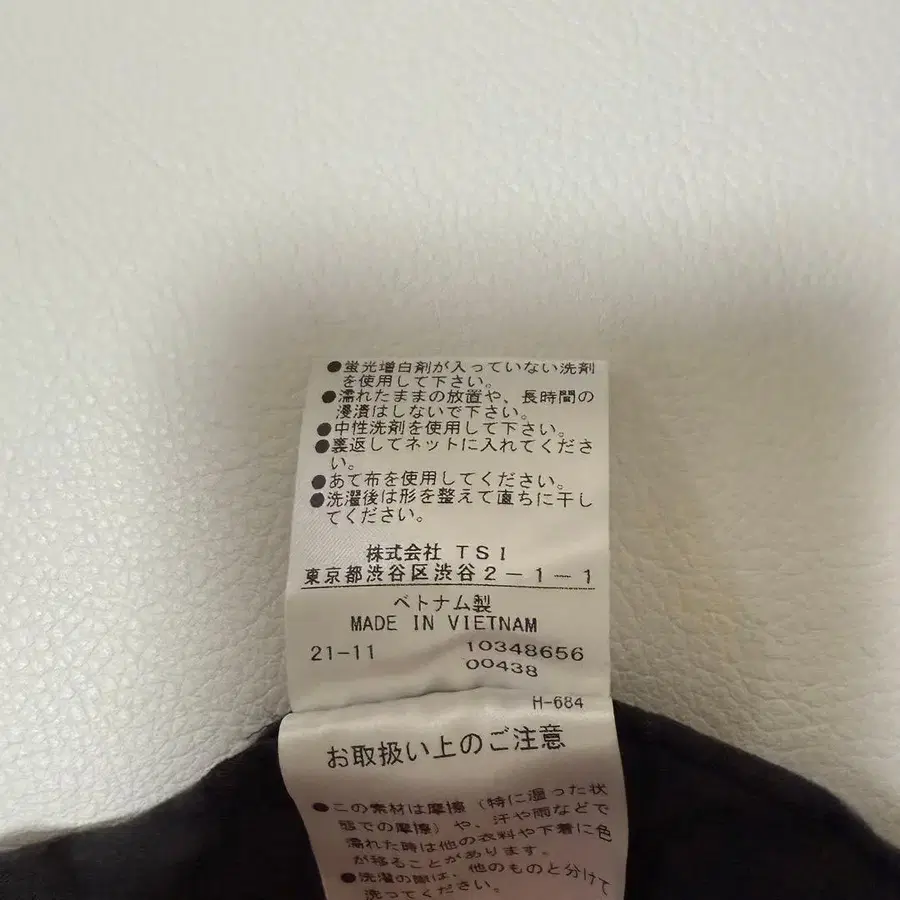 ●蛍光増白剤が入っていない洗剤
を使用して下さい。
●濡れたままの放置や、長時間の
浸漬はしないで下さい。
●中性洗剤を使用して下さい。
●裏返してネットに入れてくださ
い。
●あて布を使用してください。
●洗濯後は形を整えて直ちに干し
てください。
株式会社 TSI
東京都渋谷区渋谷2-1-1
ベトナム製
MADE IN VIETNAM
21-11 10348656
00438
H-684
お取扱い上のご注意
●この素材は摩擦(特に湿った状
態での摩擦)や、汗や雨などで
濡れた時は他の衣料や下着に色
が移ることがあります。
●洗濯の際は、他のものと分けて
洗ってください。